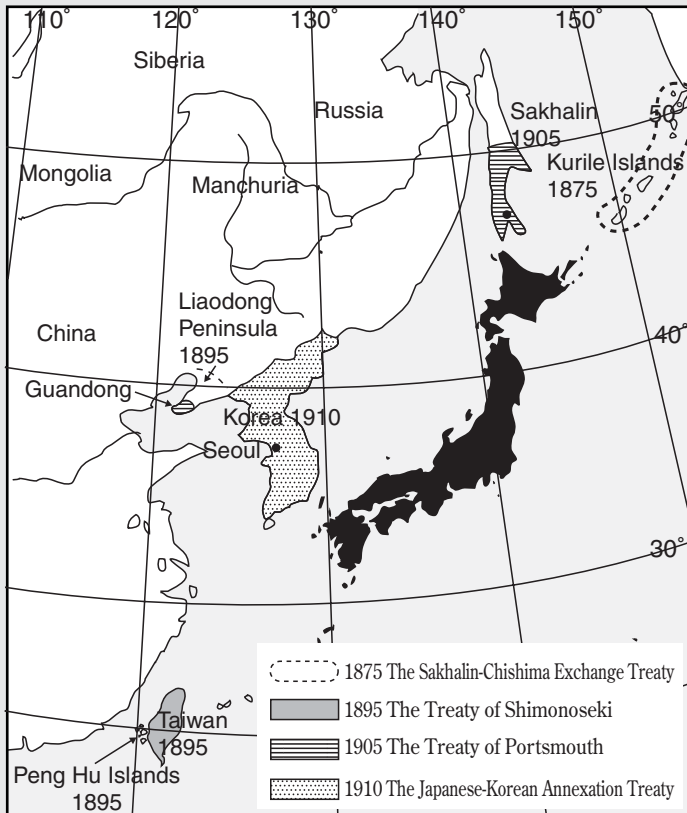 110°
120°
130°
140°
150°
Siberia
Russia
Sakhalin
1905
50°
Kurile Islands
1875
Mongolia
Manchuria
Liaodong
Peninsula
1895
China
40°
Guandong
Korea 1910
Seoul
30°
Taiwan
1895
Peng Hu Islands
1895
1875 The Sakhalin-Chishima Exchange Treaty
1895 The Treaty of Shimonoseki
1905 The Treaty of Portsmouth
1910 The Japanese-Korean Annexation Treaty